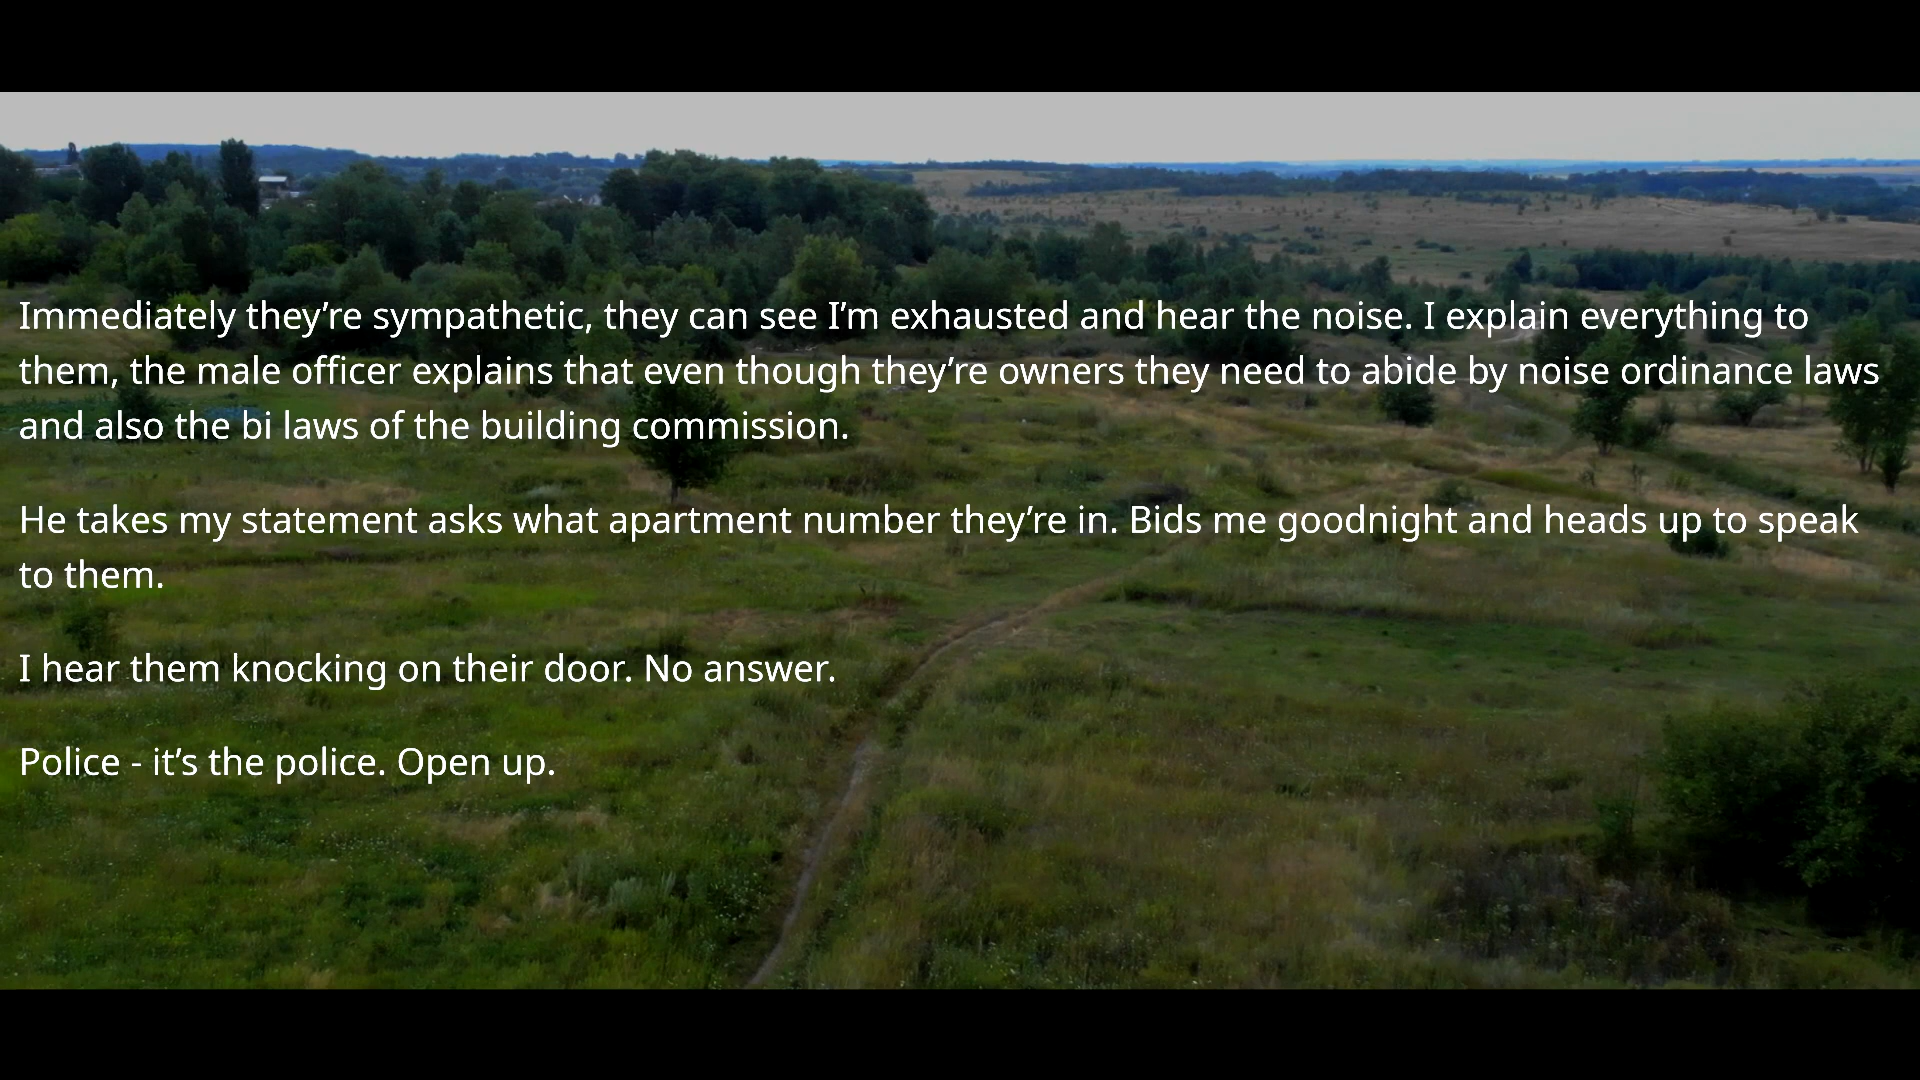 Immediately they’re sympathetic, they can see I’m exhausted and hear the noise. I explain everything to
them, the male officer explains that even though they’re owners they need to abide by noise ordinance laws
and also the bi laws of the building commission.
He takes my statement asks what apartment number they’re in. Bids me goodnight and heads up to speak
to them.
I hear them knocking on their door. No answer.
Police - it’s the police. Open up.